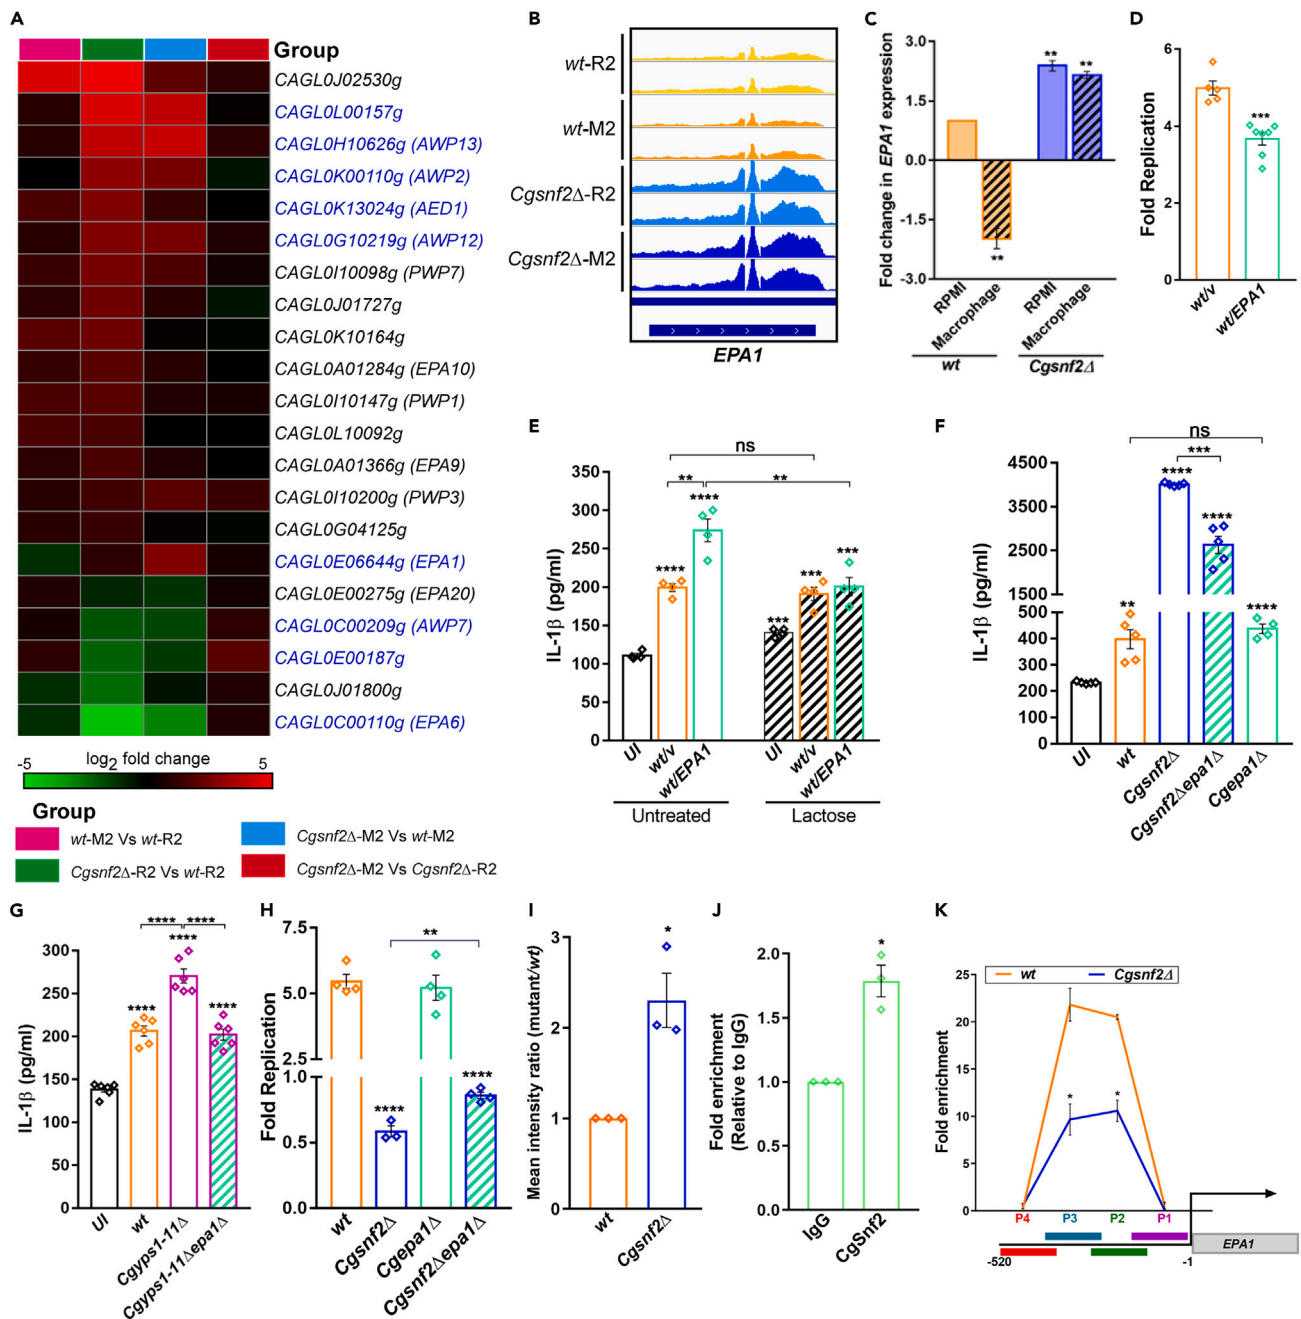 A
Group
CAGL0J02530g
CAGL0L00157g
CAGL0H10626g (AWP13)
CAGL0K00110g (AWP2)
CAGL0K13024g (AED1)
CAGL0G10219g (AWP12)
CAGL0I10098g (PWP7)
CAGL0J01727g
CAGL0K10164g
CAGL0A01284g (EPA10)
CAGL0I10147g (PWP1)
CAGL0L10092g
CAGL0A01366g (EPA9)
CAGL0I10200g (PWP3)
CAGL0G04125g
CAGL0E06644g (EPA1)
CAGL0E00275g (EPA20)
CAGL0C00209g (AWP7)
CAGL0E00187g
CAGL0J01800g
CAGL0C00110g (EPA6)
-5 log2 fold change 5
Group
wt-M2 Vs wt-R2
Cgsnf2Δ-M2 Vs wt-M2
Cgsnf2Δ-R2 Vs wt-R2
Cgsnf2Δ-M2 Vs Cgsnf2Δ-R2
B
wt-R2
wt-M2
Cgsnf2Δ-R2
Cgsnf2Δ-M2
EPA1
C
Fold change in EPA1 expression
3.0
1.5
0.0
-1.5
-3.0
**
**
**
RPMI
Macrophage
RPMI
Macrophage
wt
Cgsnf2Δ
D
Fold Replication
6
4
2
0
***
wt/v
wt/EPA1
E
IL-1β (pg/ml)
350
300
250
200
150
100
50
0
ns
**
**
****
****
***
***
***
UI
wt/v
wt/EPA1
UI
wt/v
wt/EPA1
Untreated
Lactose
F
IL-1β (pg/ml)
4500
3500
2500
1500
500
400
300
200
100
0
ns
***
****
****
**
****
UI
wt
Cgsnf2Δ
Cgsnf2Δepa1Δ
Cgepa1Δ
G
IL-1β (pg/ml)
300
250
200
150
100
50
0
****
****
****
****
****
UI
wt
Cgyps1-11Δ
Cgyps1-11Δepa1Δ
H
Fold Replication
7.5
5.0
2.5
1.0
0.5
0.0
**
****
****
wt
Cgsnf2Δ
Cgepa1Δ
Cgsnf2Δepa1Δ
I
Mean intensity ratio (mutant/wt)
3
2
1
0
*
wt
Cgsnf2Δ
J
Fold enrichment
(Relative to IgG)
2.0
1.5
1.0
0.5
0.0
*
IgG
CgSnf2
K
wt
Cgsnf2Δ
Fold enrichment
25
20
15
10
5
0
*
*
P4
P3
P2
P1
-520
-1
EPA1